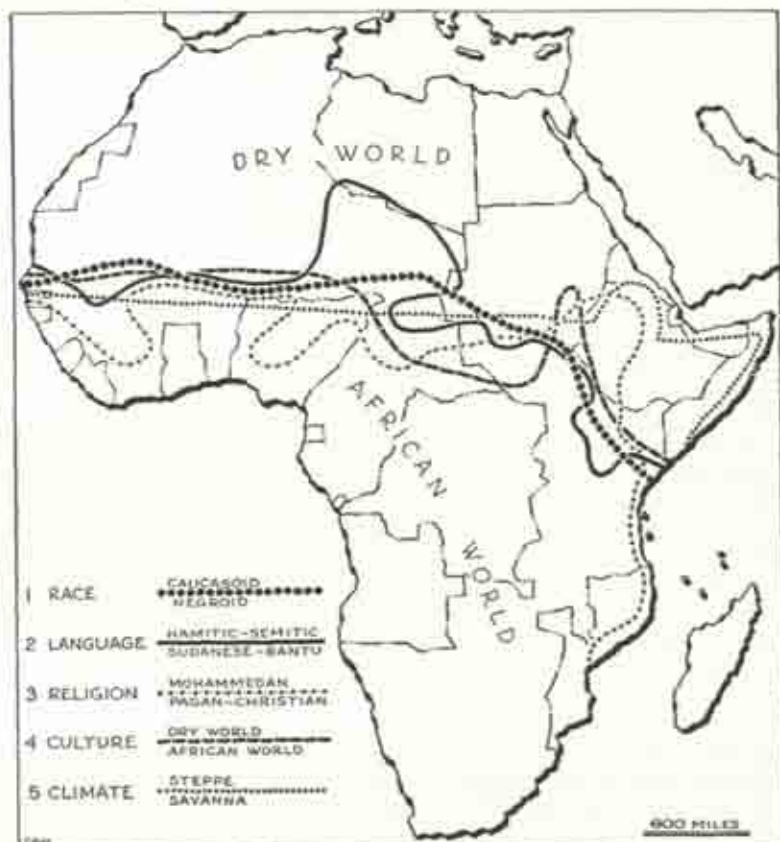 DRY WORLD
AFRICAN WORLD
1 RACE CAUCASOID
NEGROID
2 LANGUAGE HAMITIC-SEMITIC
SUDANESE-BANTU
3 RELIGION MOHAMMEDAN
PAGAN-CHRISTIAN
4 CULTURE DRY WORLD
AFRICAN WORLD
5 CLIMATE STEPPE
SAVANNA
600 MILES